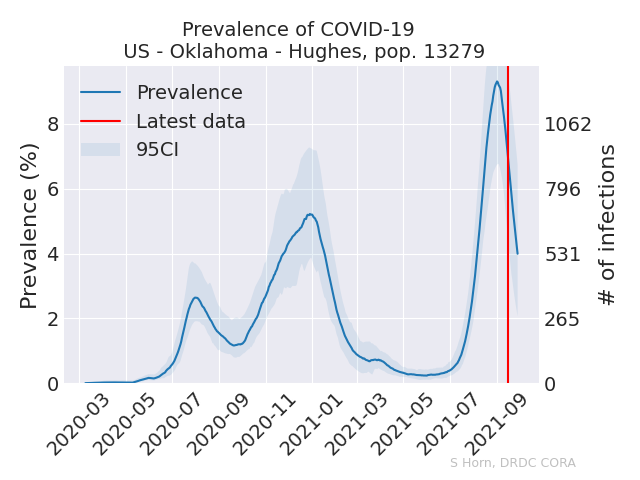 Prevalence of COVID-19
US - Oklahoma - Hughes, pop. 13279
Prevalence
Latest data
95CI
Prevalence (%)
8
6
4
2
0
1062
796
531
265
0
# of infections
2020-03
2020-05
2020-07
2020-09
2020-11
2021-01
2021-03
2021-05
2021-07
2021-09
S Horn, DRDC CORA